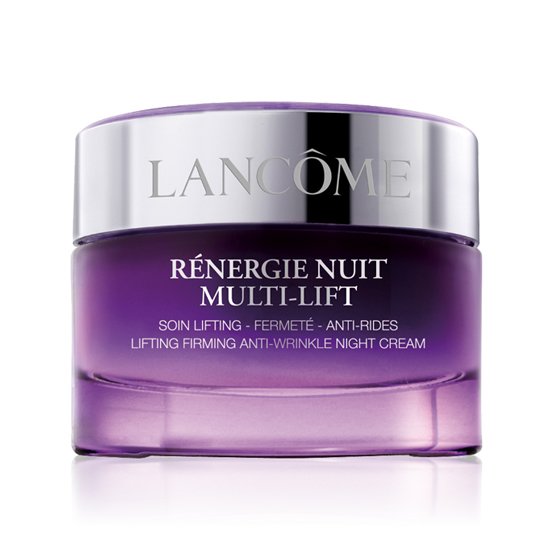 LANCÔME
RÉNERGIE NUIT
MULTI-LIFT
SOIN LIFTING - FERMETÉ - ANTI-RIDES
LIFTING FIRMING ANTI-WRINKLE NIGHT CREAM